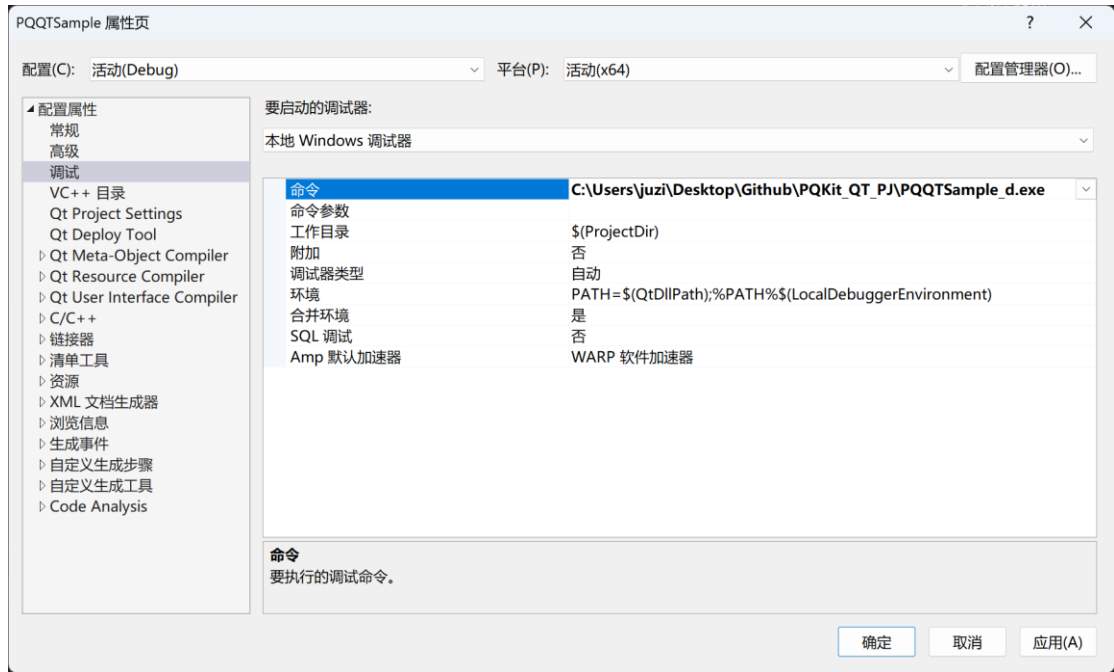 PQQTSample 属性页
?
配置(C): 活动(Debug) 平台(P): 活动(x64) 配置管理器(O)...
配置属性
常规
高级
调试
VC++ 目录
Qt Project Settings
Qt Deploy Tool
Qt Meta-Object Compiler
Qt Resource Compiler
Qt User Interface Compiler
C/C++
链接器
清单工具
资源
XML 文档生成器
浏览信息
生成事件
自定义生成步骤
自定义生成工具
Code Analysis
要启动的调试器:
本地 Windows 调试器
命令 C:\Users\juzi\Desktop\Github\PQKit_QT_PJ\PQQTSample_d.exe
命令参数
工作目录 $(ProjectDir)
附加 否
调试器类型 自动
环境 PATH=$(QtDllPath);%PATH%$(LocalDebuggerEnvironment)
合并环境 是
SQL 调试 否
Amp 默认加速器 WARP 软件加速器
命令
要执行的调试命令。
确定 取消 应用(A)